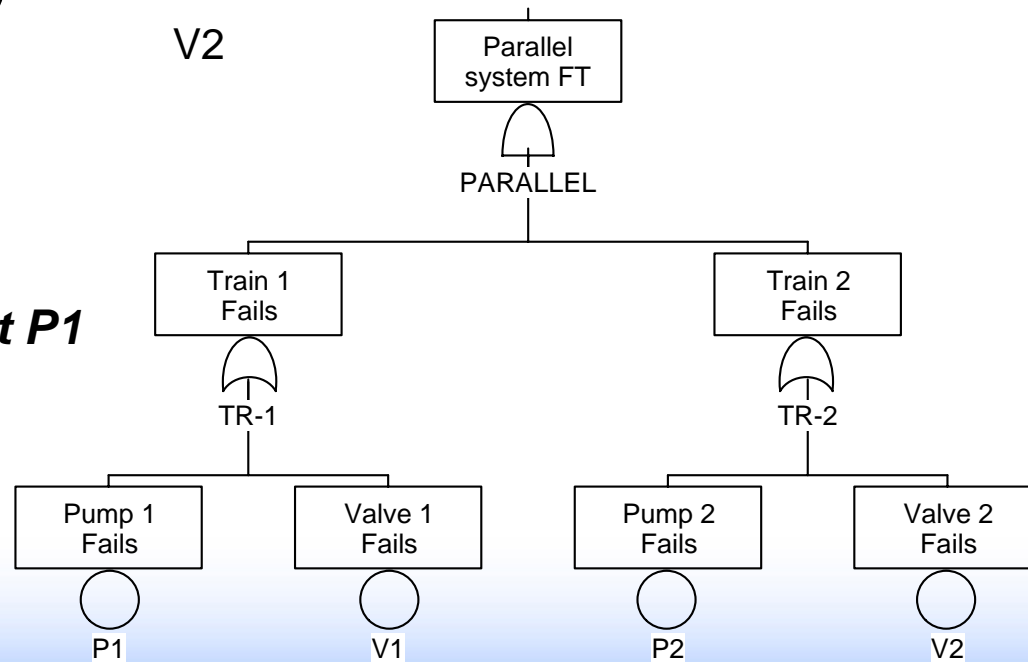 V2
Parallel
system FT
PARALLEL
Train 1
Fails
Train 2
Fails
t P1
TR-1
TR-2
Pump 1
Fails
Valve 1
Fails
Pump 2
Fails
Valve 2
Fails
P1
V1
P2
V2